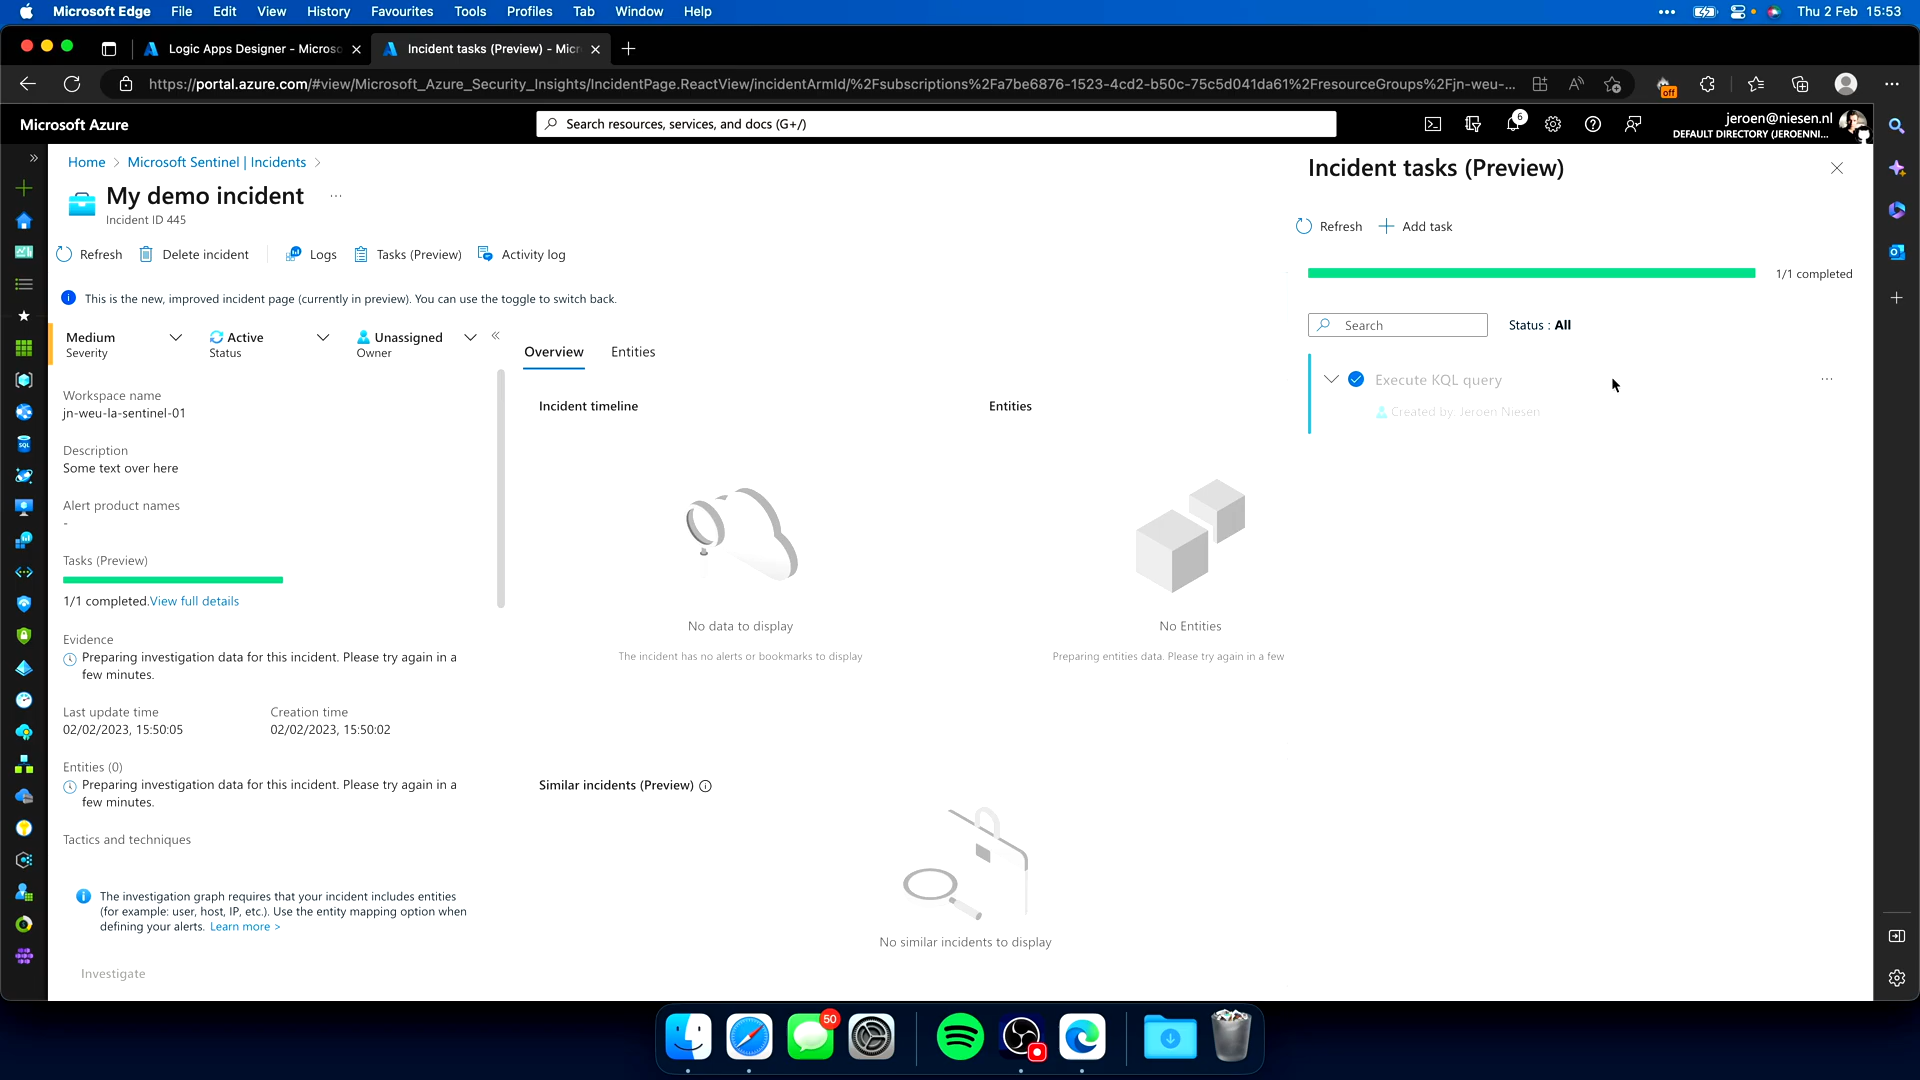 Microsoft Edge File Edit View History Favourites Tools Profiles Tab Window Help Thu 2 Feb 15:53
Logic Apps Designer - Microso
Incident tasks (Preview) - Micr
https://portal.azure.com/#view/Microsoft_Azure_Security_Insights/IncidentPage.ReactView/incidentArmId/%2Fsubscriptions%2Fa7be6876-1523-4cd2-b50c-75c5d041da61%2FresourceGroups%2Fjn-weu-...
off
Microsoft Azure
Search resources, services, and docs (G+/)
6
jeroen@niesen.nl
DEFAULT DIRECTORY (JEROENNI...
Home > Microsoft Sentinel | Incidents >
My demo incident ...
Incident ID 445
Refresh Delete incident Logs Tasks (Preview) Activity log
This is the new, improved incident page (currently in preview). You can use the toggle to switch back.
Medium
Severity
Active
Status
Unassigned
Owner
Workspace name
jn-weu-la-sentinel-01
Description
Some text over here
Alert product names
-
Tasks (Preview)
1/1 completed.View full details
Evidence
Preparing investigation data for this incident. Please try again in a
few minutes.
Last update time
02/02/2023, 15:50:05
Creation time
02/02/2023, 15:50:02
Entities (0)
Preparing investigation data for this incident. Please try again in a
few minutes.
Tactics and techniques
The investigation graph requires that your incident includes entities
(for example: user, host, IP, etc.). Use the entity mapping option when
defining your alerts. Learn more >
Investigate
Overview Entities
Incident timeline
No data to display
The incident has no alerts or bookmarks to display
Entities
No Entities
Preparing entities data. Please try again in a few
Similar incidents (Preview)
No similar incidents to display
Incident tasks (Preview)
Refresh Add task
1/1 completed
Search
Status : All
Execute KQL query ...
Created by: Jeroen Niesen
SQL
50